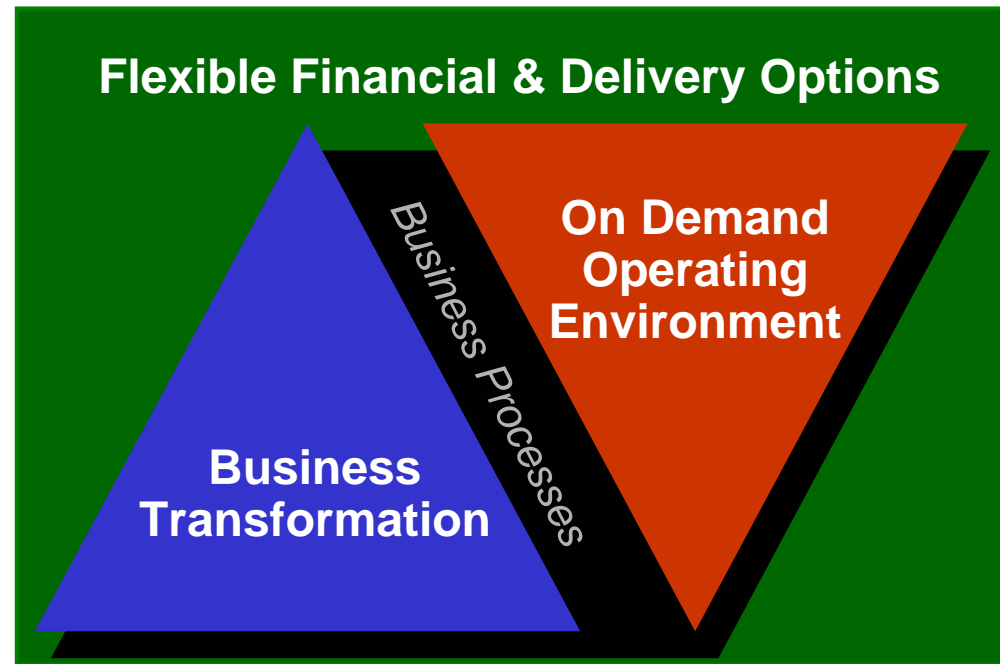 Flexible Financial & Delivery Options
Business Processes
On Demand
Operating
Environment
Business
Transformation